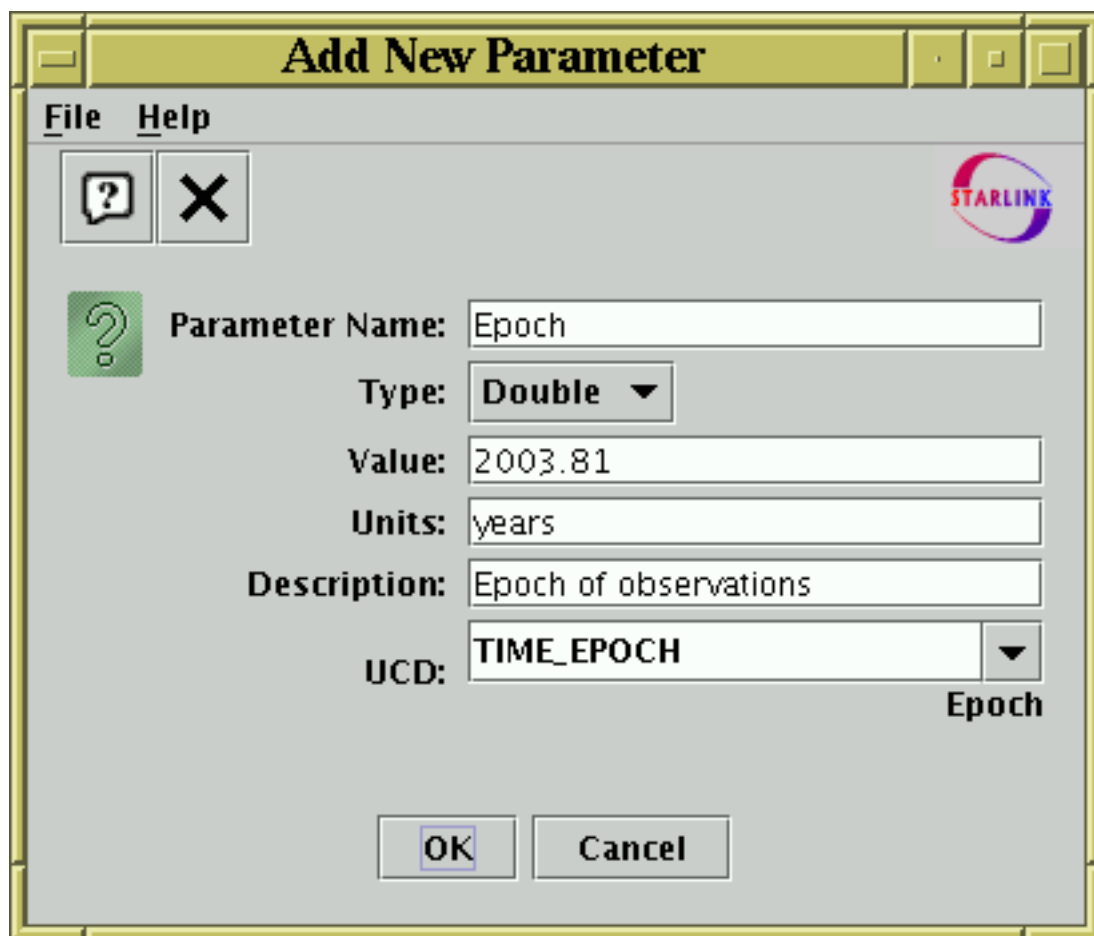 Add New Parameter
File Help
STARLINK
Parameter Name: Epoch
Type: Double
Value: 2003.81
Units: years
Description: Epoch of observations
UCD: TIME_EPOCH
Epoch
OK Cancel